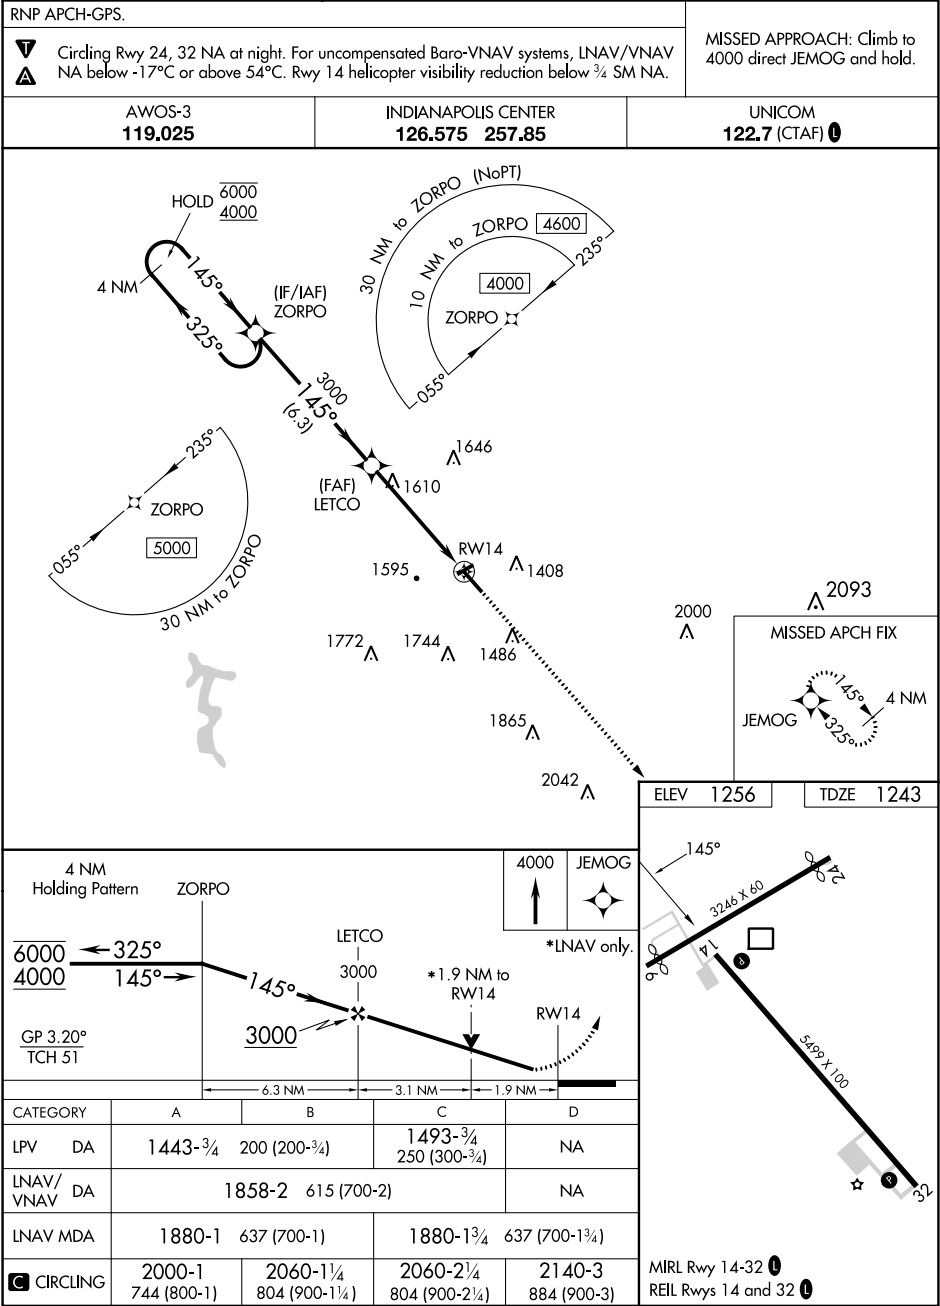 RNP APCH-GPS.
T
A
Circling Rwy 24, 32 NA at night. For uncompensated Baro-VNAV systems, LNAV/VNAV
NA below -17°C or above 54°C. Rwy 14 helicopter visibility reduction below ¾ SM NA.
MISSED APPROACH: Climb to
4000 direct JEMOG and hold.
AWOS-3
119.025
INDIANAPOLIS CENTER
126.575 257.85
UNICOM
122.7 (CTAF) L
HOLD 6000
4000
4 NM
145°
325°
(IF/IAF)
ZORPO
30 NM to ZORPO (NoPT)
4600
10 NM to ZORPO
4000
ZORPO
235°
055°
3000
145°
(6.3)
235°
ZORPO
5000
055°
30 NM to ZORPO
(FAF)
LETCO
1646
1610
RW14
1595
1408
1772
1744
1486
2000
2093
1865
2042
MISSED APCH FIX
JEMOG
145°
325°
4 NM
ELEV 1256
TDZE 1243
145°
3246 X 60
24
6
14
P
5499 X 100
P
32
MIRL Rwy 14-32 L
REIL Rwys 14 and 32 L
4 NM
Holding Pattern
ZORPO
4000
JEMOG
*LNAV only.
6000
4000
325°
145°
145°
LETCO
3000
3000
*1.9 NM to
RW14
RW14
GP 3.20°
TCH 51
6.3 NM
3.1 NM
1.9 NM
CATEGORY A B C D
LPV DA 1443-¾ 200 (200-¾) 1493-¾ 250 (300-¾) NA
LNAV/VNAV DA 1858-2 615 (700-2) NA
LNAV MDA 1880-1 637 (700-1) 1880-1¾ 637 (700-1¾)
C CIRCLING 2000-1 744 (800-1) 2060-1¼ 804 (900-1¼) 2060-2¼ 804 (900-2¼) 2140-3 884 (900-3)